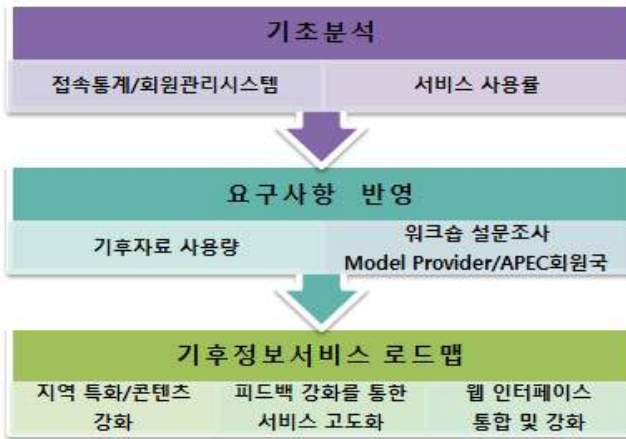 기초분석
접속통계/회원관리시스템 서비스 사용률
요구사항 반영
기후자료 사용량
워크숍 설문조사
Model Provider/APEC회원국
기후정보서비스 로드맵
지역 특화/콘텐츠
강화
피드백 강화를 통한
서비스 고도화
웹 인터페이스
통합 및 강화